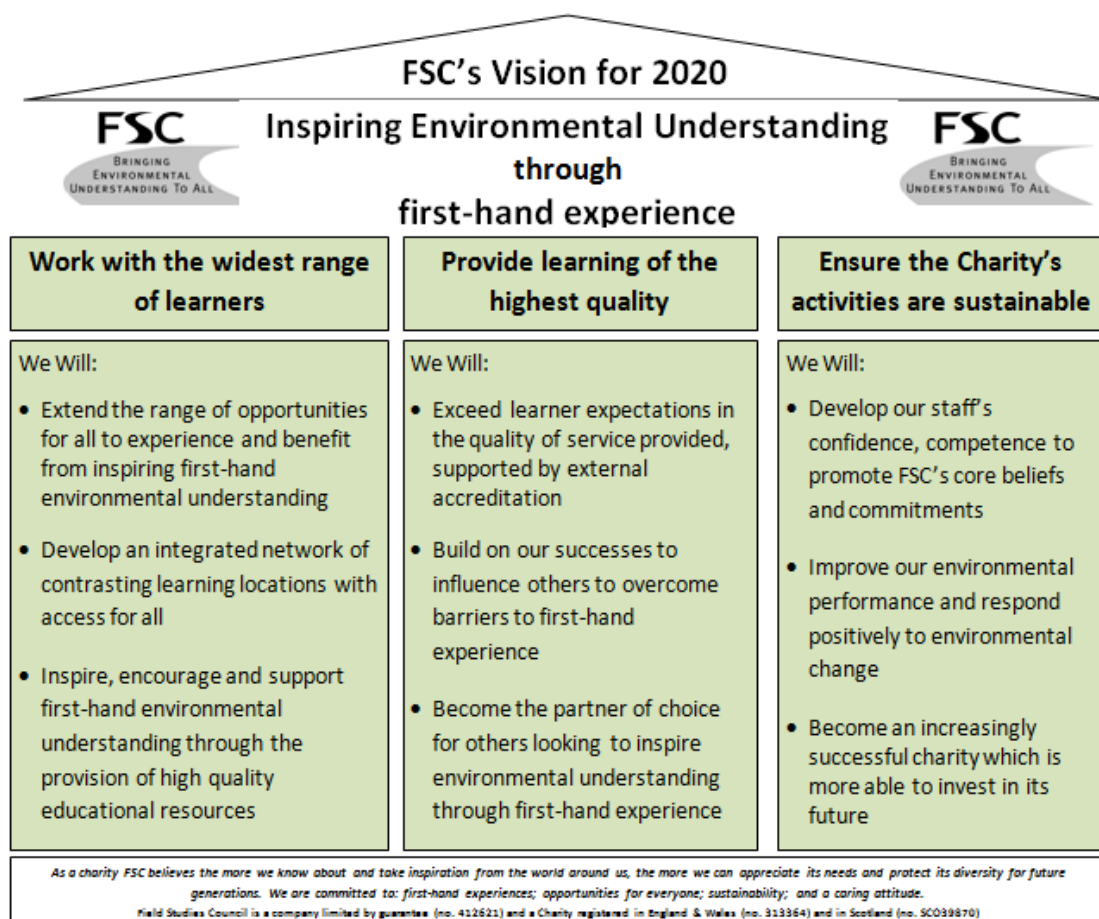 FSC's Vision for 2020
FSC
BRINGING
ENVIRONMENTAL
UNDERSTANDING TO ALL
Inspiring Environmental Understanding
through
first-hand experience
FSC
BRINGING
ENVIRONMENTAL
UNDERSTANDING TO ALL
Work with the widest range
of learners
We Will:
• Extend the range of opportunities
for all to experience and benefit
from inspiring first-hand
environmental understanding
• Develop an integrated network of
contrasting learning locations with
access for all
• Inspire, encourage and support
first-hand environmental
understanding through the
provision of high quality
educational resources
Provide learning of the
highest quality
We Will:
• Exceed learner expectations in
the quality of service provided,
supported by external
accreditation
• Build on our successes to
influence others to overcome
barriers to first-hand
experience
• Become the partner of choice
for others looking to inspire
environmental understanding
through first-hand experience
Ensure the Charity's
activities are sustainable
We Will:
• Develop our staff's
confidence, competence to
promote FSC's core beliefs
and commitments
• Improve our environmental
performance and respond
positively to environmental
change
• Become an increasingly
successful charity which is
more able to invest in its
future
As a charity FSC believes the more we know about and take inspiration from the world around us, the more we can appreciate its needs and protect its diversity for future
generations. We are committed to: first-hand experiences; opportunities for everyone; sustainability; and a caring attitude.
Field Studies Council is a company limited by guarantee (no. 412621) and a Charity registered in England & Wales (no. 313364) and in Scotland (no. SCO39870)